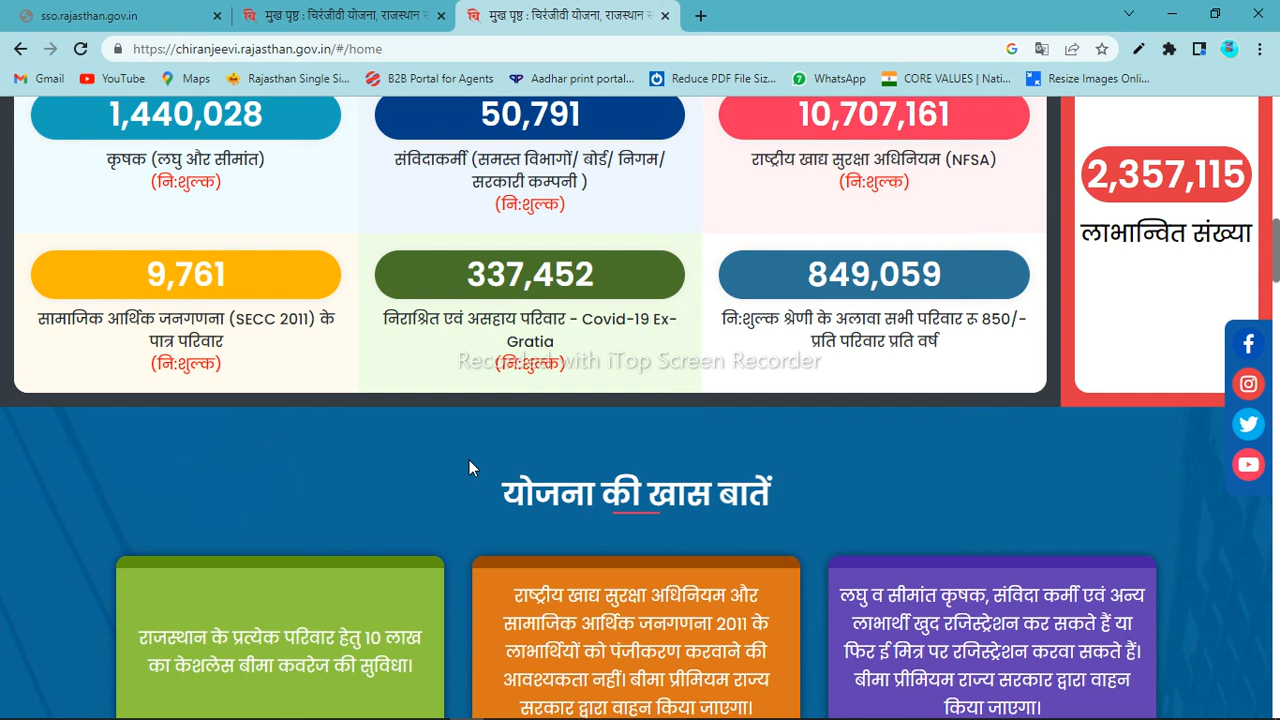 sso.rajasthan.gov.in
मुख पृष्ठ : चिरंजीवी योजना, राजस्थान स
मुख पृष्ठ : चिरंजीवी योजना, राजस्थान स
https://chiranjeevi.rajasthan.gov.in/#/home
Gmail
YouTube
Maps
Rajasthan Single Si...
B2B Portal for Agents
Aadhar print portal...
Reduce PDF File Siz...
WhatsApp
CORE VALUES | Nati...
Resize Images Onli...
1,440,028
कृषक (लघु और सीमांत)
(नि:शुल्क)
50,791
संविदाकर्मी (समस्त विभागों/ बोर्ड/ निगम/
सरकारी कम्पनी )
(नि:शुल्क)
10,707,161
राष्ट्रीय खाद्य सुरक्षा अधिनियम (NFSA)
(नि:शुल्क)
2,357,115
लाभान्वित संख्या
9,761
सामाजिक आर्थिक जनगणना (SECC 2011) के
पात्र परिवार
(नि:शुल्क)
337,452
निराश्रित एवं असहाय परिवार - Covid-19 Ex-
Gratia
(नि:शुल्क)
849,059
नि:शुल्क श्रेणी के अलावा सभी परिवार रू 850/-
प्रति परिवार प्रति वर्ष
Recorded with iTop Screen Recorder
योजना की खास बातें
राजस्थान के प्रत्येक परिवार हेतु 10 लाख
का केशलेस बीमा कवरेज की सुविधा।
राष्ट्रीय खाद्य सुरक्षा अधिनियम और
सामाजिक आर्थिक जनगणना 2011 के
लाभार्थियों को पंजीकरण करवाने की
आवश्यकता नहीं। बीमा प्रीमियम राज्य
सरकार द्वारा वाहन किया जाएगा।
लघु व सीमांत कृषक, संविदा कर्मी एवं अन्य
लाभार्थी खुद रजिस्ट्रेशन कर सकते हैं या
फिर ई मित्र पर रजिस्ट्रेशन करवा सकते हैं।
बीमा प्रीमियम राज्य सरकार द्वारा वाहन
किया जाएगा।